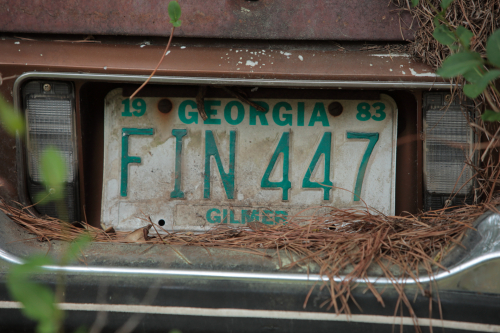 19 GEORGIA 83
FIN 447
GILMER